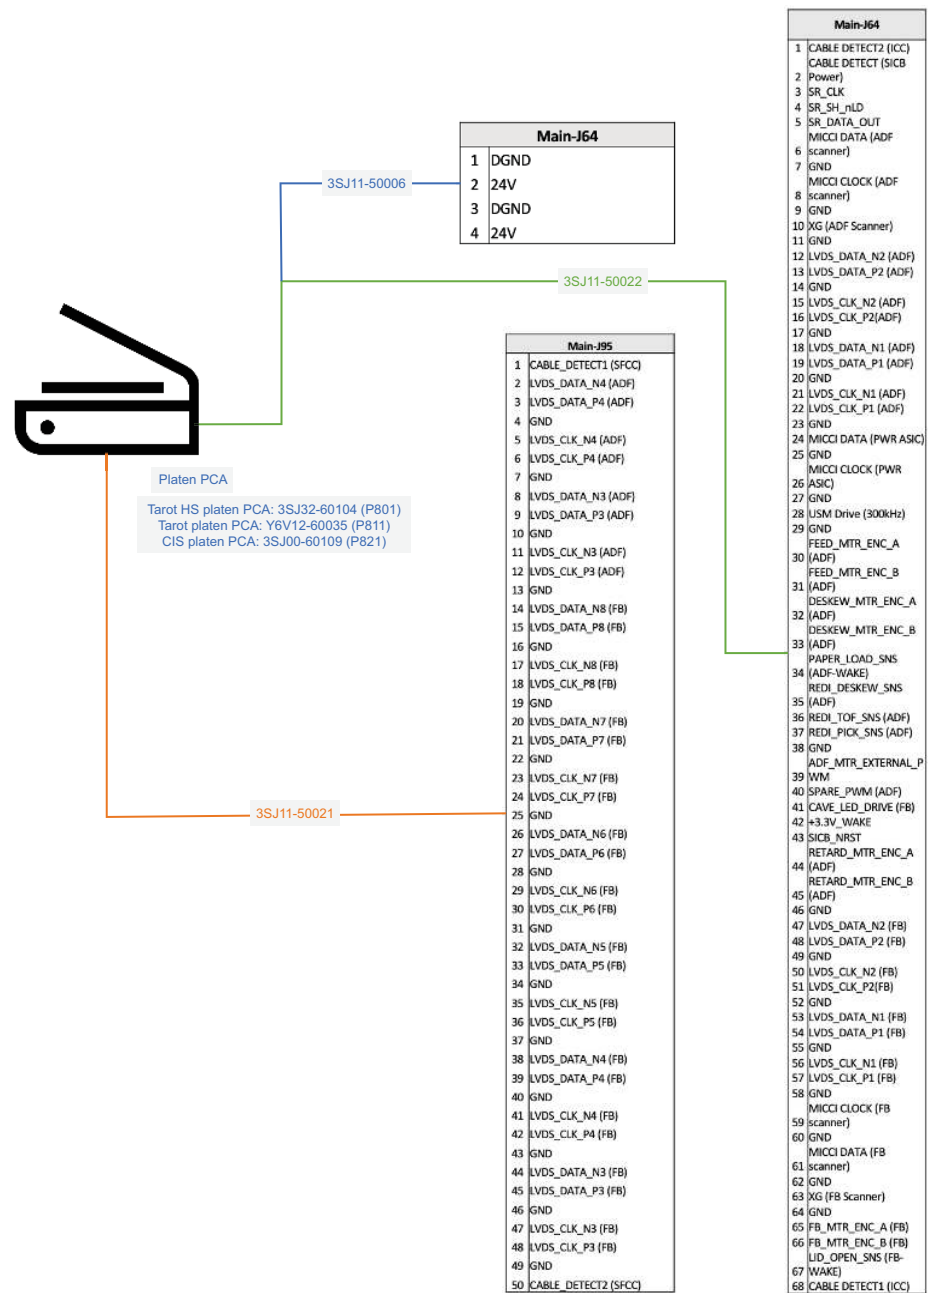 Main-J64
1 DGND
2 24V
3 DGND
4 24V
3SJ11-50006
3SJ11-50022
3SJ11-50021
Platen PCA
Tarot HS platen PCA: 3SJ32-60104 (P801)
Tarot platen PCA: Y6V12-60035 (P811)
CIS platen PCA: 3SJ00-60109 (P821)
Main-J95
1 CABLE_DETECT1 (SFCC)
2 LVDS_DATA_N4 (ADF)
3 LVDS_DATA_P4 (ADF)
4 GND
5 LVDS_CLK_N4 (ADF)
6 LVDS_CLK_P4 (ADF)
7 GND
8 LVDS_DATA_N3 (ADF)
9 LVDS_DATA_P3 (ADF)
10 GND
11 LVDS_CLK_N3 (ADF)
12 LVDS_CLK_P3 (ADF)
13 GND
14 LVDS_DATA_N8 (FB)
15 LVDS_DATA_P8 (FB)
16 GND
17 LVDS_CLK_N8 (FB)
18 LVDS_CLK_P8 (FB)
19 GND
20 LVDS_DATA_N7 (FB)
21 LVDS_DATA_P7 (FB)
22 GND
23 LVDS_CLK_N7 (FB)
24 LVDS_CLK_P7 (FB)
25 GND
26 LVDS_DATA_N6 (FB)
27 LVDS_DATA_P6 (FB)
28 GND
29 LVDS_CLK_N6 (FB)
30 LVDS_CLK_P6 (FB)
31 GND
32 LVDS_DATA_N5 (FB)
33 LVDS_DATA_P5 (FB)
34 GND
35 LVDS_CLK_N5 (FB)
36 LVDS_CLK_P5 (FB)
37 GND
38 LVDS_DATA_N4 (FB)
39 LVDS_DATA_P4 (FB)
40 GND
41 LVDS_CLK_N4 (FB)
42 LVDS_CLK_P4 (FB)
43 GND
44 LVDS_DATA_N3 (FB)
45 LVDS_DATA_P3 (FB)
46 GND
47 LVDS_CLK_N3 (FB)
48 LVDS_CLK_P3 (FB)
49 GND
50 CABLE_DETECT2 (SFCC)
Main-J64
1 CABLE DETECT2 (ICC)
CABLE DETECT (SICB
2 Power)
3 SR_CLK
4 SR_SH_nLD
5 SR_DATA_OUT
MICCI DATA (ADF
6 scanner)
7 GND
MICCI CLOCK (ADF
8 scanner)
9 GND
10 XG (ADF Scanner)
11 GND
12 LVDS_DATA_N2 (ADF)
13 LVDS_DATA_P2 (ADF)
14 GND
15 LVDS_CLK_N2 (ADF)
16 LVDS_CLK_P2(ADF)
17 GND
18 LVDS_DATA_N1 (ADF)
19 LVDS_DATA_P1 (ADF)
20 GND
21 LVDS_CLK_N1 (ADF)
22 LVDS_CLK_P1 (ADF)
23 GND
24 MICCI DATA (PWR ASIC)
25 GND
MICCI CLOCK (PWR
26 ASIC)
27 GND
28 USM Drive (300kHz)
29 GND
FEED_MTR_ENC_A
30 (ADF)
FEED_MTR_ENC_B
31 (ADF)
DESKEW_MTR_ENC_A
32 (ADF)
DESKEW_MTR_ENC_B
33 (ADF)
PAPER_LOAD_SNS
34 (ADF-WAKE)
REDI_DESKEW_SNS
35 (ADF)
36 REDI_TOF_SNS (ADF)
37 REDI_PICK_SNS (ADF)
38 GND
ADF_MTR_EXTERNAL_P
39 WM
40 SPARE_PWM (ADF)
41 CAVE_LED_DRIVE (FB)
42 +3.3V_WAKE
43 SICB_NRST
RETARD_MTR_ENC_A
44 (ADF)
RETARD_MTR_ENC_B
45 (ADF)
46 GND
47 LVDS_DATA_N2 (FB)
48 LVDS_DATA_P2 (FB)
49 GND
50 LVDS_CLK_N2 (FB)
51 LVDS_CLK_P2(FB)
52 GND
53 LVDS_DATA_N1 (FB)
54 LVDS_DATA_P1 (FB)
55 GND
56 LVDS_CLK_N1 (FB)
57 LVDS_CLK_P1 (FB)
58 GND
MICCI CLOCK (FB
59 scanner)
60 GND
MICCI DATA (FB
61 scanner)
62 GND
63 XG (FB Scanner)
64 GND
65 FB_MTR_ENC_A (FB)
66 FB_MTR_ENC_B (FB)
LID_OPEN_SNS (FB-
67 WAKE)
68 CABLE DETECT1 (ICC)